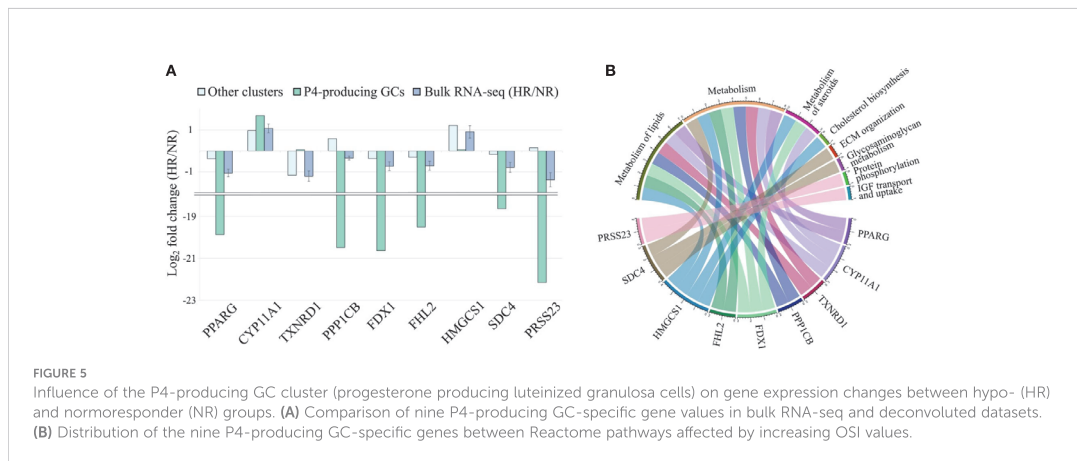 A
Other clusters P4-producing GCs Bulk RNA-seq (HR/NR)
Log2 fold change (HR/NR)
1
-1
-19
-21
-23
PPARG
CYP11A1
TXNRD1
PPP1CB
FDX1
FHL2
HMGCS1
SDC4
PRSS23
B
Metabolism of lipids
Metabolism
Metabolism
of steroids
Cholesterol biosynthesis
ECM organization
Glycosaminoglycan
metabolism
Protein
phosphorylation
IGF transport
and uptake
PRSS23
SDC4
HMGCS1
FHL2
FDX1
PPP1CB
TXNRD1
CYP11A1
PPARG
FIGURE 5
Influence of the P4-producing GC cluster (progesterone producing luteinized granulosa cells) on gene expression changes between hypo- (HR)
and normoresponder (NR) groups. (A) Comparison of nine P4-producing GC-specific gene values in bulk RNA-seq and deconvoluted datasets.
(B) Distribution of the nine P4-producing GC-specific genes between Reactome pathways affected by increasing OSI values.